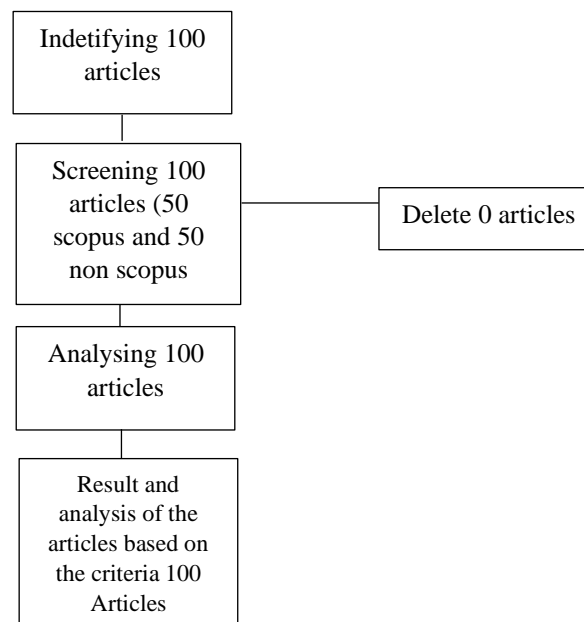 Indetifying 100
articles
Screening 100
articles (50
scopus and 50
non scopus
Delete 0 articles
Analysing 100
articles
Result and
analysis of the
articles based on
the criteria 100
Articles